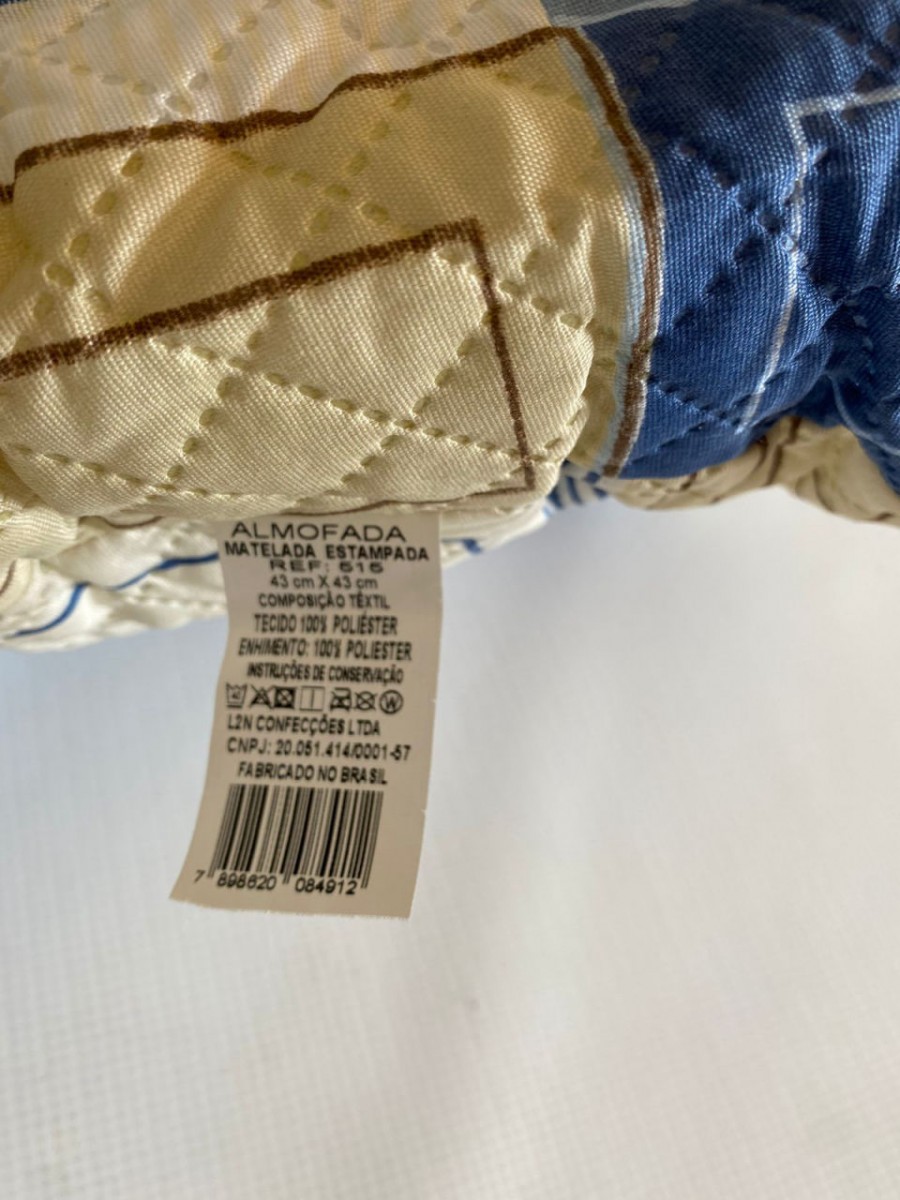 ALMOFADA
MATELADA ESTAMPADA
REF: 515
43 cm X 43 cm
COMPOSIÇÃO TÊXTIL
TECIDO 100% POLIÉSTER
ENHIMENTO: 100% POLIESTER
INSTRUÇÕES DE CONSERVAÇÃO
W
L2N CONFECÇÕES LTDA
CNPJ: 20.051.414/0001-57
FABRICADO NO BRASIL
7 898620 084912